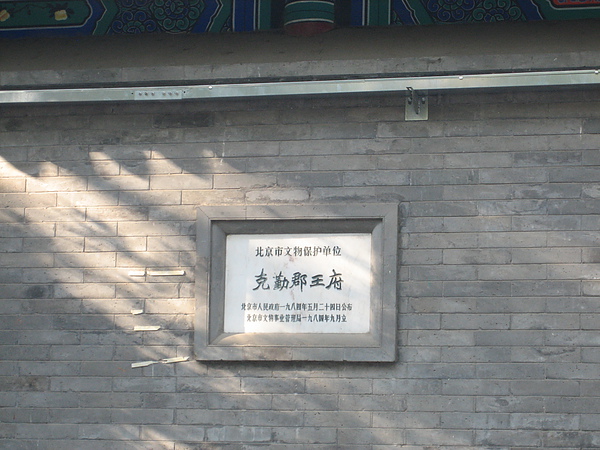 北京市文物保护单位
克勤郡王府
北京市人民政府一九八四年五月二十四日公布
北京市文物事业管理局一九八四年九月立